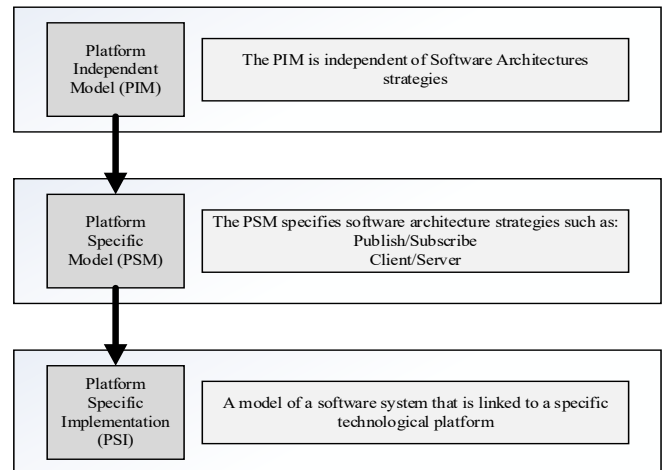 Platform
Independent
Model (PIM)
The PIM is independent of Software Architectures
strategies
Platform
Specific
Model (PSM)
The PSM specifies software architecture strategies such as:
Publish/Subscribe
Client/Server
Platform
Specific
Implementation
(PSI)
A model of a software system that is linked to a specific
technological platform